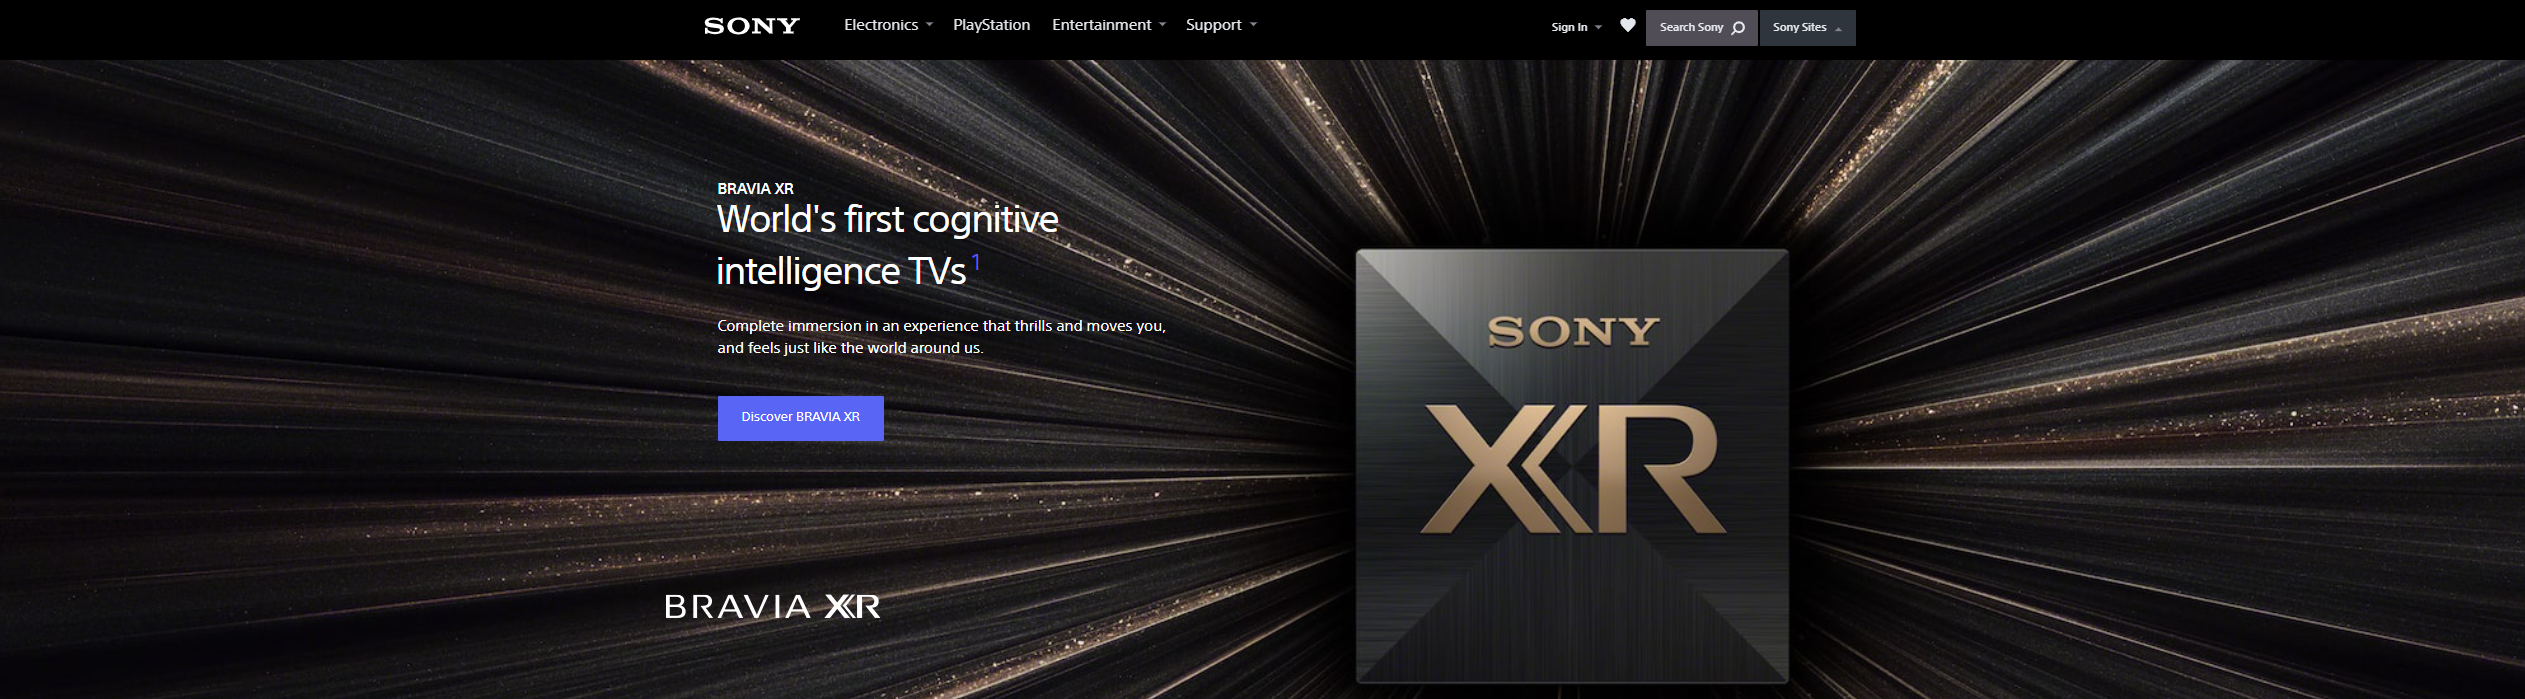 SONY
Electronics PlayStation Entertainment Support
Sign In Search Sony Sony Sites
BRAVIA XR
World's first cognitive
intelligence TVs 1
Complete immersion in an experience that thrills and moves you,
and feels just like the world around us.
Discover BRAVIA XR
BRAVIA XR
SONY
XR